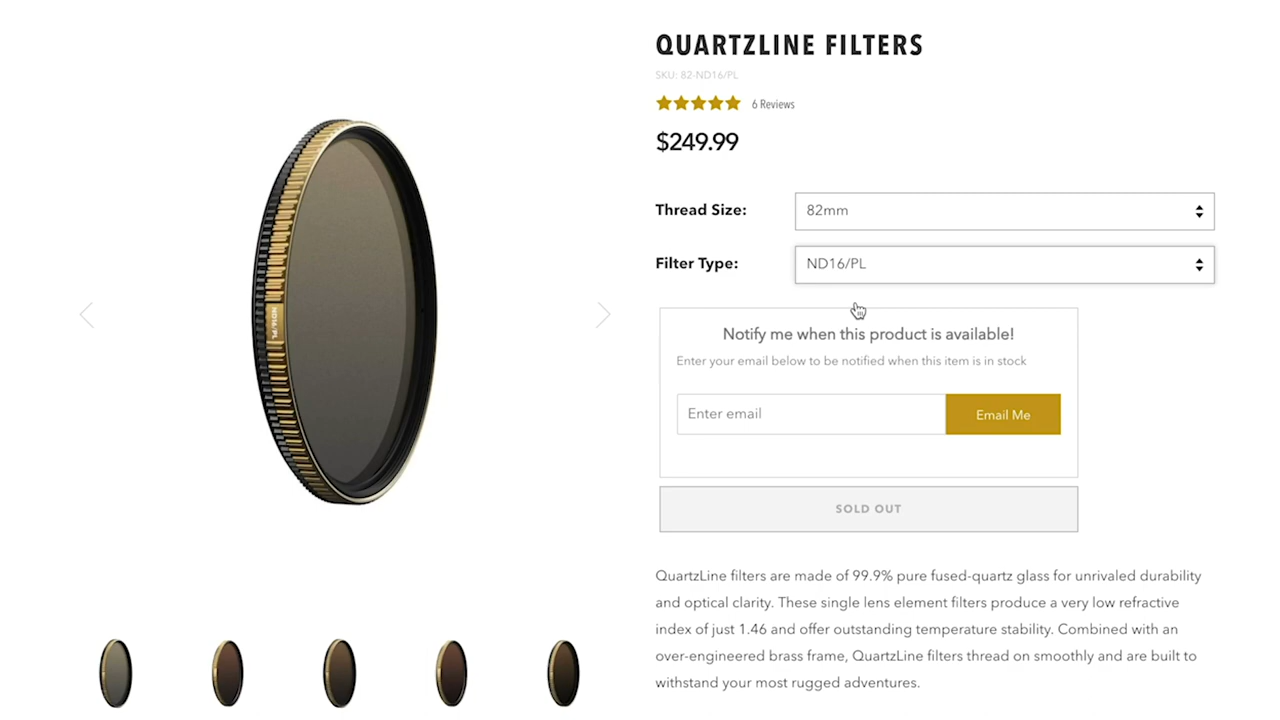 QUARTZLINE FILTERS
SKU: 82-ND16/PL
6 Reviews
$249.99
Thread Size:
82mm
Filter Type:
ND16/PL
ND16/PL
Notify me when this product is available!
Enter your email below to be notified when this item is in stock
Enter email
Email Me
SOLD OUT
QuartzLine filters are made of 99.9% pure fused-quartz glass for unrivaled durability
and optical clarity. These single lens element filters produce a very low refractive
index of just 1.46 and offer outstanding temperature stability. Combined with an
over-engineered brass frame, QuartzLine filters thread on smoothly and are built to
withstand your most rugged adventures.